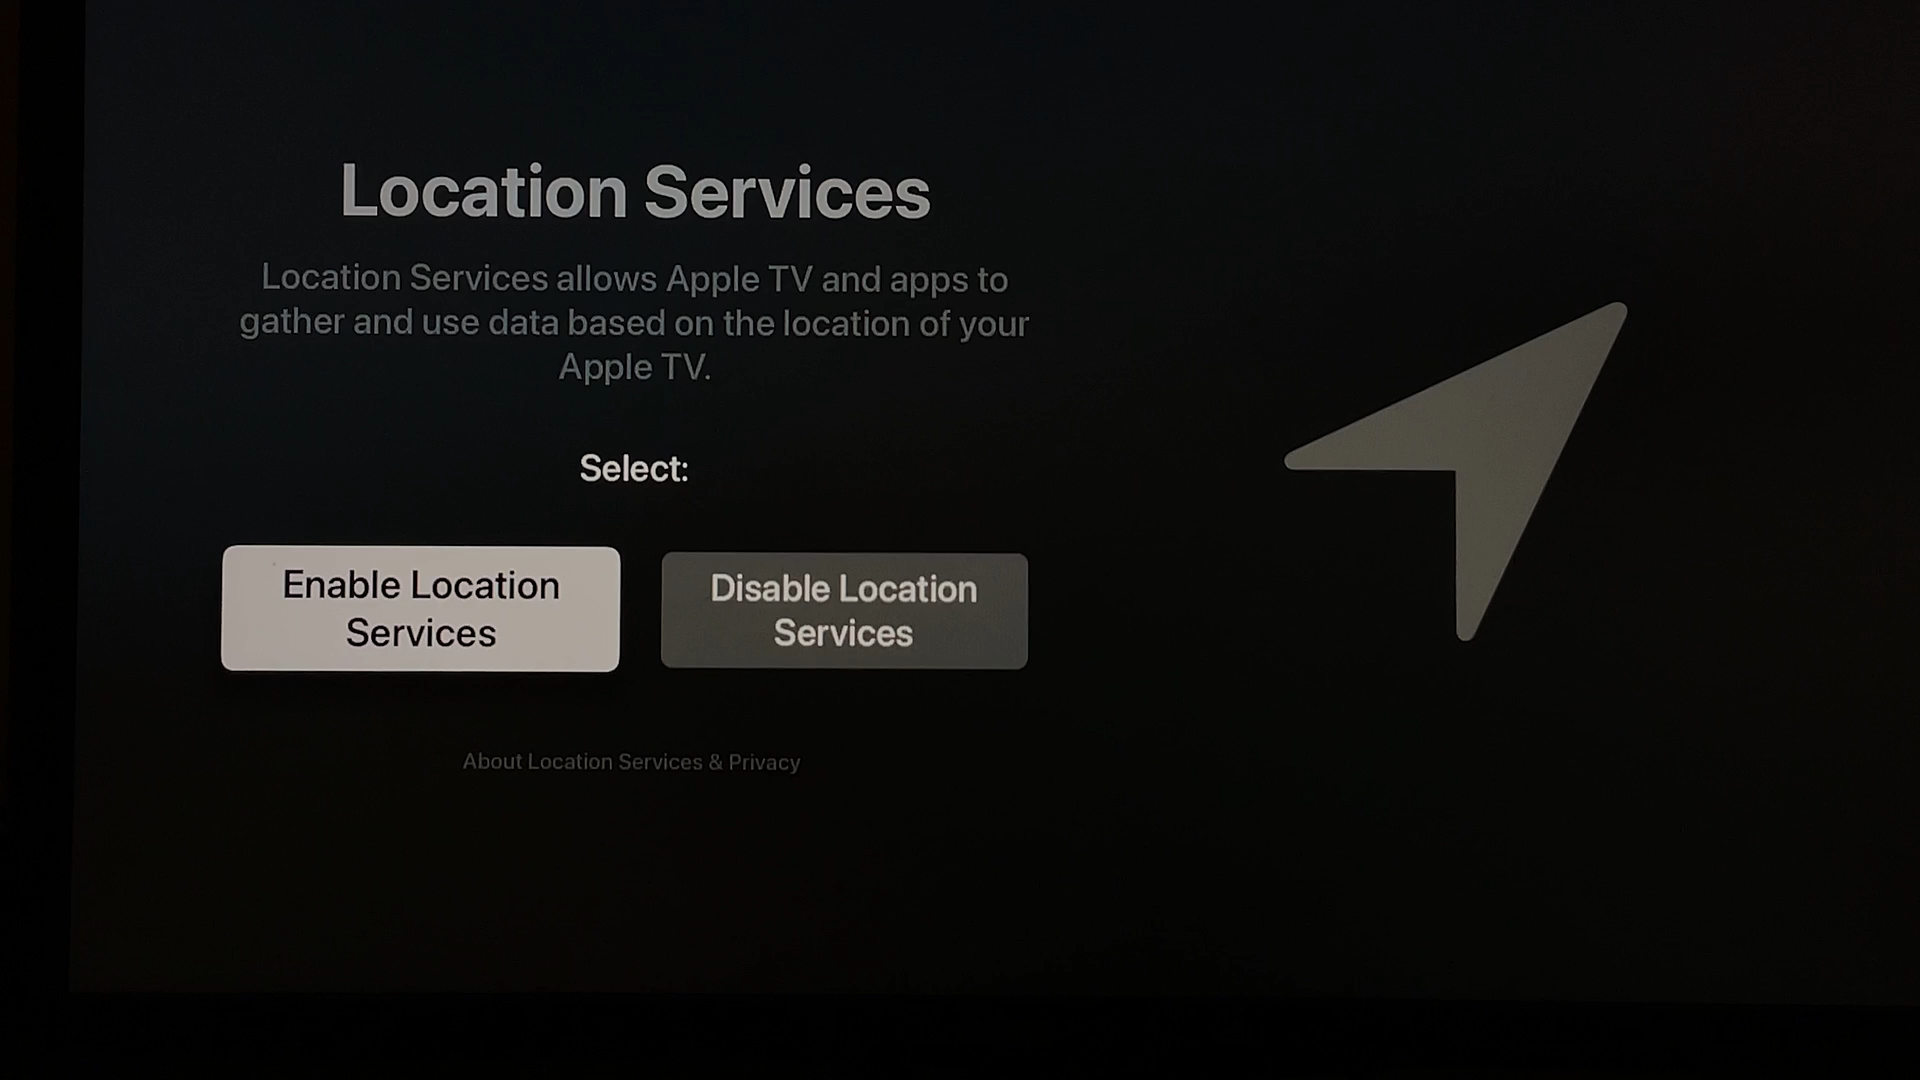 Location Services
Location Services allows Apple TV and apps to
gather and use data based on the location of your
Apple TV.
Select:
Enable Location
Services
Disable Location
Services
About Location Services & Privacy